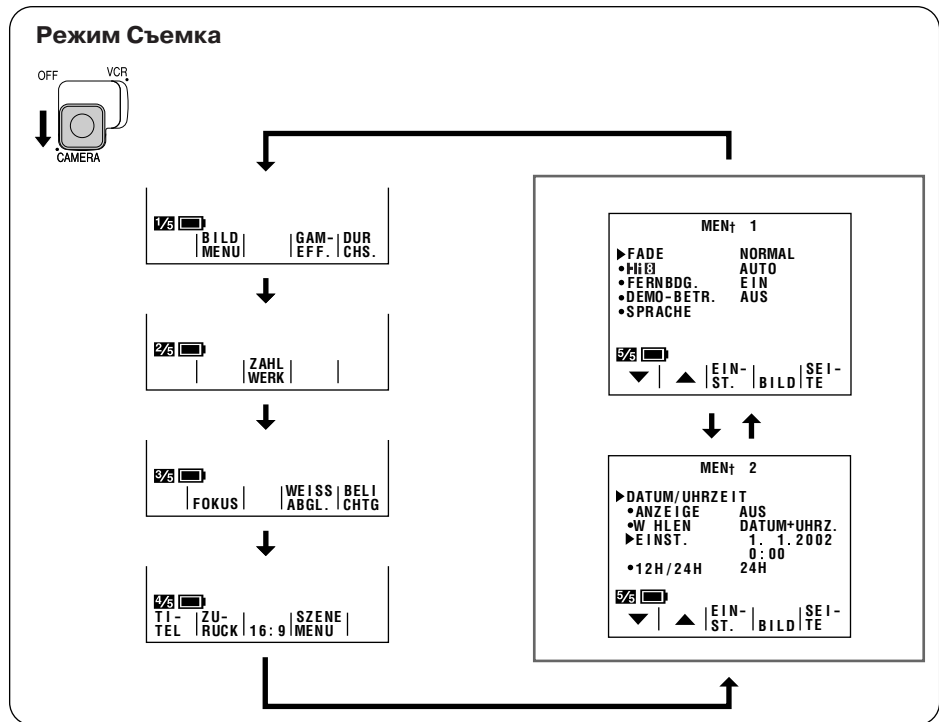 Режим Съемка
OFF VCR
CAMERA
1/5
BILD MENU GAM- EFF. DUR CHS.
2/5
ZAHL WERK
3/5
FOKUS WEISS ABGL. BELI CHTG
4/5
TI- TEL ZU- RUCK 16:9 SZENE MENU
MEN† 1
▶FADE NORMAL
•Hi8 AUTO
•FERNBDG. EIN
•DEMO-BETR. AUS
•SPRACHE
5/5
▼ ▲ EIN- ST. BILD SEI- TE
MEN† 2
▶DATUM/UHRZEIT
•ANZEIGE AUS
•W HLEN DATUM+UHRZ.
▶EINST. 1. 1.2002
0:00
•12H/24H 24H
5/5
▼ ▲ EIN- ST. BILD SEI- TE